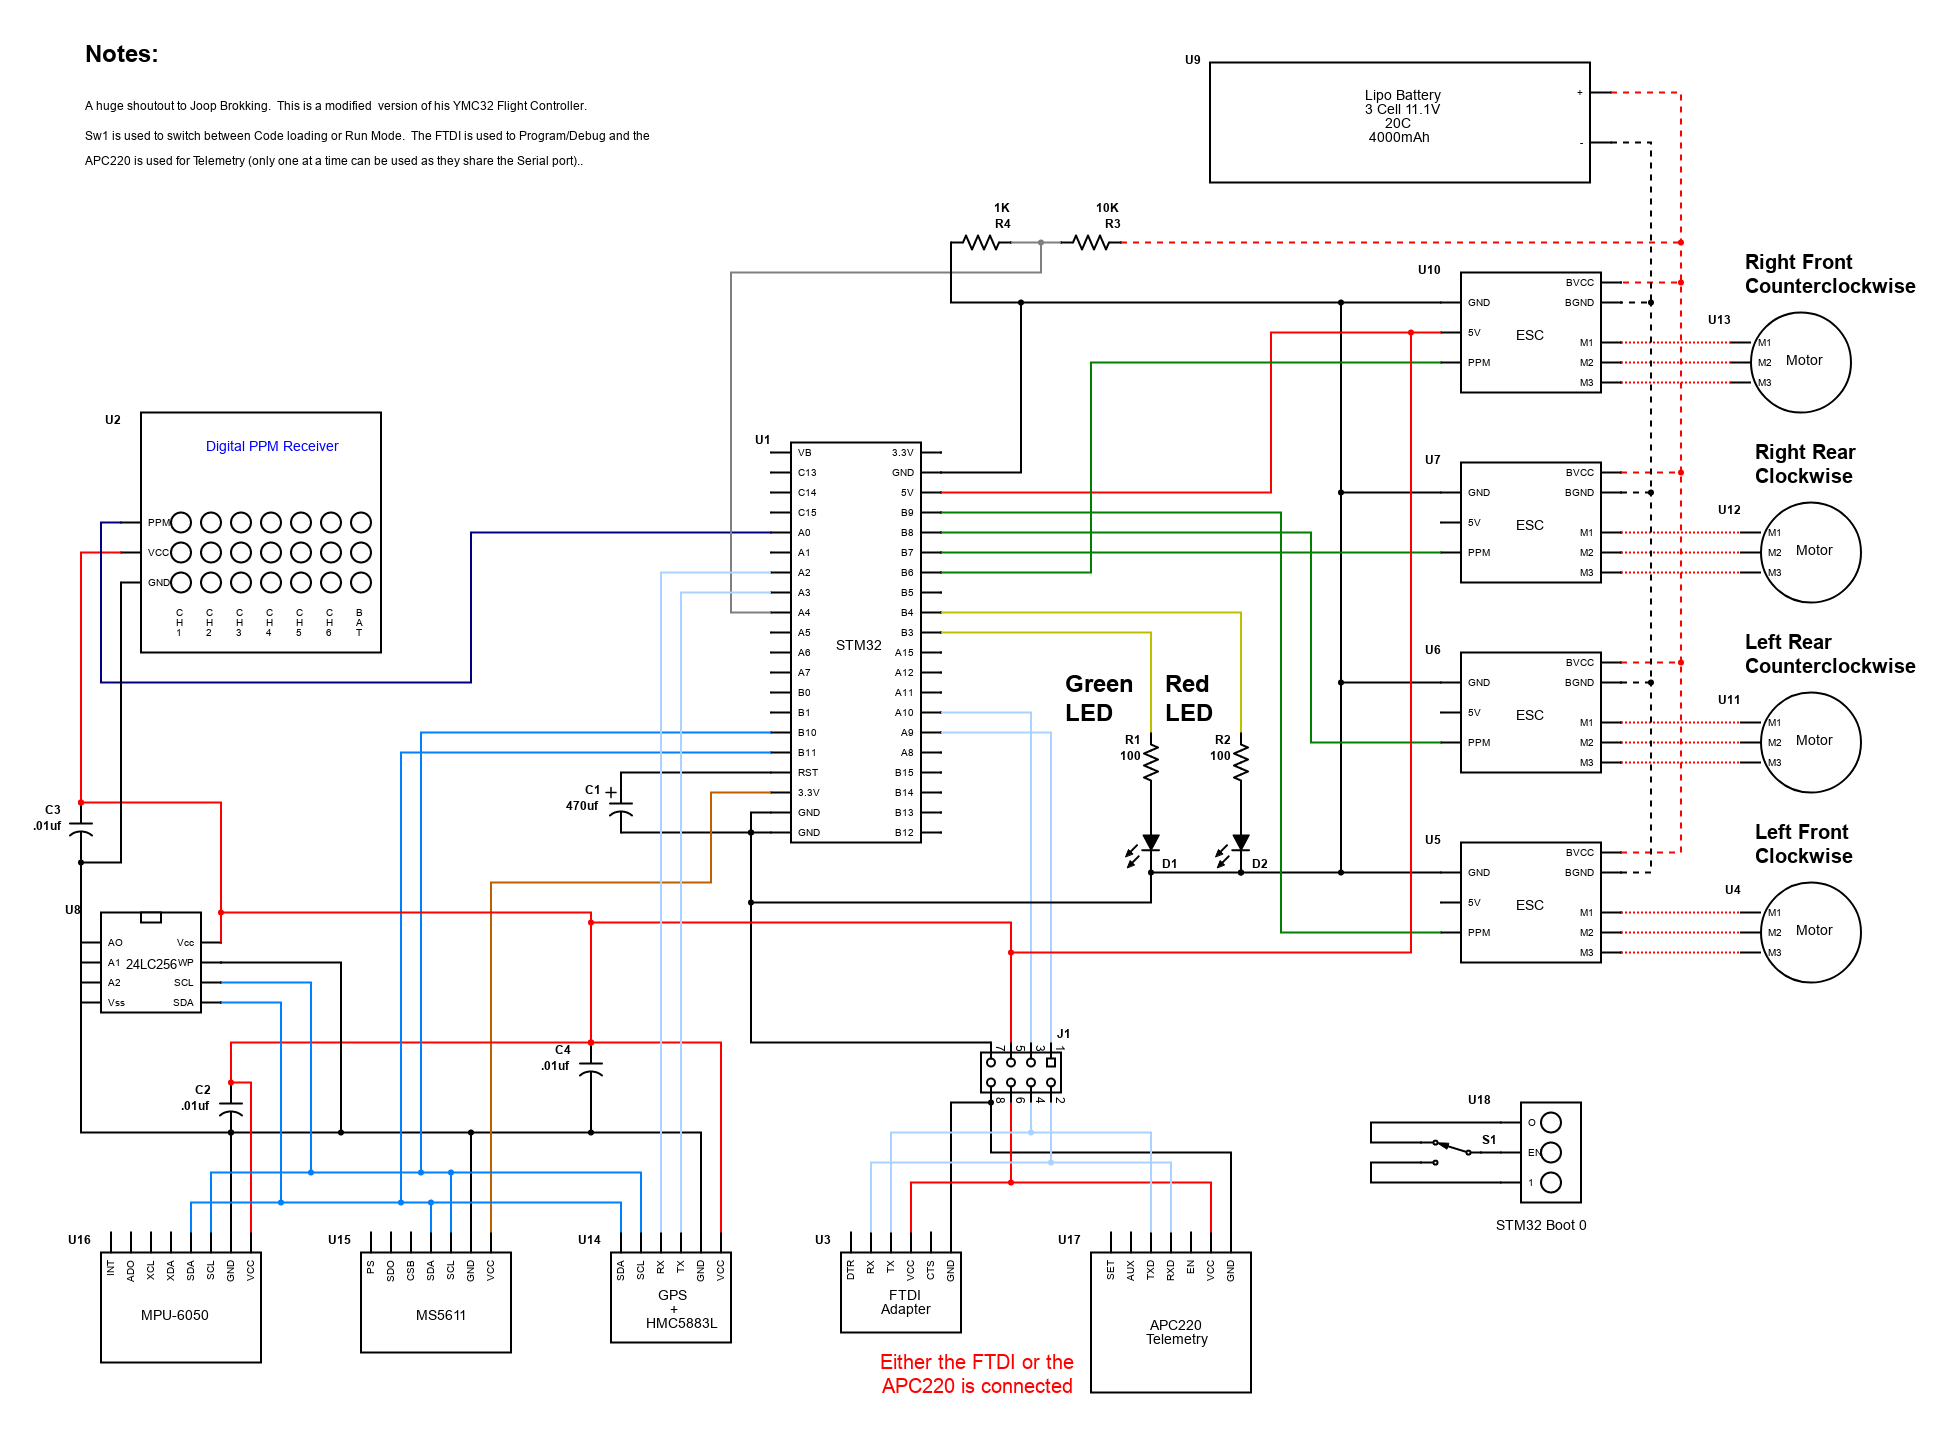 Notes:
A huge shoutout to Joop Brokking.  This is a modified  version of his YMC32 Flight Controller.
Sw1 is used to switch between Code loading or Run Mode.  The FTDI is used to Program/Debug and the
APC220 is used for Telemetry (only one at a time can be used as they share the Serial port)..
U9
Lipo Battery
3 Cell 11.1V
20C
4000mAh
+
-
1K
R4
10K
R3
U10
ESC
GND
5V
PPM
BVCC
BGND
M1
M2
M3
Right Front
Counterclockwise
U13
M1
M2
M3
Motor
U7
ESC
GND
5V
PPM
BVCC
BGND
M1
M2
M3
Right Rear
Clockwise
U12
M1
M2
M3
Motor
U6
ESC
GND
5V
PPM
BVCC
BGND
M1
M2
M3
Left Rear
Counterclockwise
U11
M1
M2
M3
Motor
U5
ESC
GND
5V
PPM
BVCC
BGND
M1
M2
M3
Left Front
Clockwise
U4
M1
M2
M3
Motor
U2
Digital PPM Receiver
PPM
VCC
GND
CH1
CH2
CH3
CH4
CH5
CH6
BAT
U1
STM32
VB
C13
C14
C15
A0
A1
A2
A3
A4
A5
A6
A7
B0
B1
B10
B11
RST
3.3V
GND
GND
3.3V
GND
5V
B9
B8
B7
B6
B5
B4
B3
A15
A12
A11
A10
A9
A8
B15
B14
B13
B12
Green
LED
Red
LED
R1
100
R2
100
D1
D2
C1
470uf
+
C3
.01uf
U8
24LC256
AO
A1
A2
Vss
Vcc
WP
SCL
SDA
C2
.01uf
C4
.01uf
J1
7
5
3
1
8
6
4
2
U18
O
EN
1
S1
STM32 Boot 0
U16
INT
ADO
XCL
XDA
SDA
SCL
GND
VCC
MPU-6050
U15
PS
SDO
CSB
SDA
SCL
GND
VCC
MS5611
U14
SDA
SCL
RX
TX
GND
VCC
GPS
+
HMC5883L
U3
DTR
RX
TX
VCC
CTS
GND
FTDI
Adapter
U17
SET
AUX
TXD
RXD
EN
VCC
GND
APC220
Telemetry
Either the FTDI or the
APC220 is connected